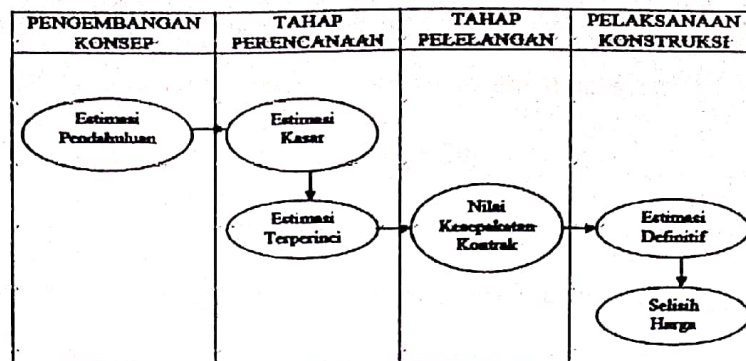 PENGEMBANGAN
KONSEP
TAHAP
PERENCANAAN
TAHAP
PELELANGAN
PELAKSANAAN
KONSTRUKSI
Estimasi
Pendahuluan
Estimasi
Kasar
Estimasi
Terperinci
Nilai
Kesepakatan
Kontrak
Estimasi
Definitif
Selisih
Harga